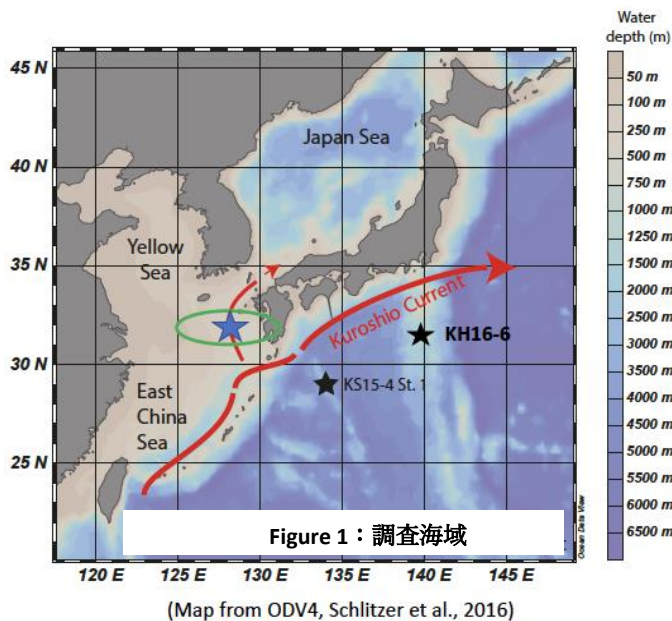 Water
depth (m)
45 N
40 N
35 N
30 N
25 N
Japan Sea
Yellow
Sea
Kuroshio Current
KH16-6
KS15-4 St. 1
East
China
Sea
50 m
100 m
250 m
500 m
750 m
1000 m
1250 m
1500 m
2000 m
2500 m
3000 m
3500 m
4000 m
4500 m
5000 m
5500 m
6000 m
6500 m
Ocean Data View
Figure 1：調査海域
120 E
125 E
130 E
135 E
140 E
145 E
(Map from ODV4, Schlitzer et al., 2016)